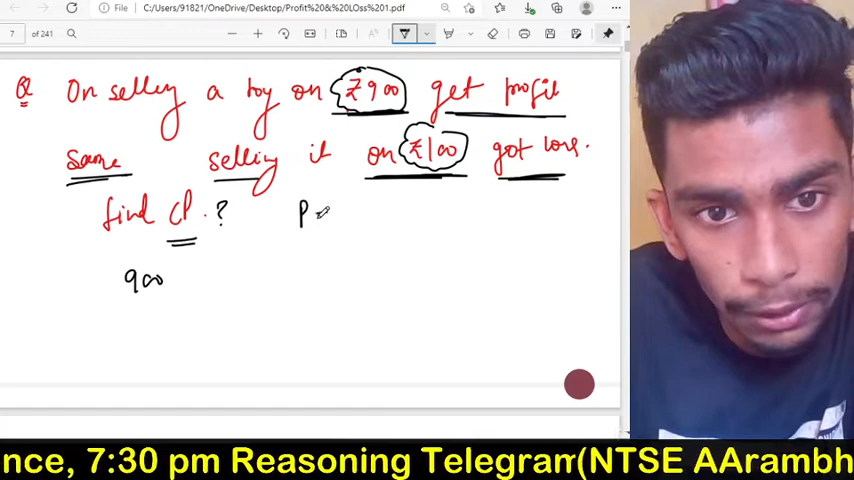 File | C:/Users/91821/OneDrive/Desktop/Profit%20&%20LOss%201.pdf
7 of 241
Q On selling a toy on ₹900 get profit
same selling it on ₹100 got loss.
find CP. ?
P =
900
nce, 7:30 pm Reasoning Telegram(NTSE AArambh